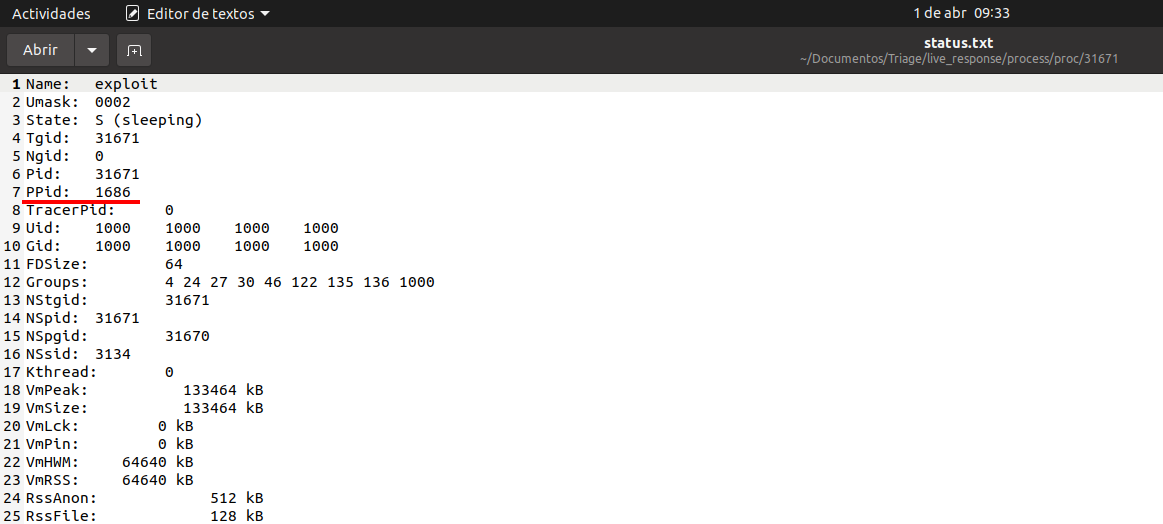 Actividades Editor de textos 1 de abr 09:33
Abrir status.txt
~/Documentos/Triage/live_response/process/proc/31671
1 Name: exploit
2 Umask: 0002
3 State: S (sleeping)
4 Tgid: 31671
5 Ngid: 0
6 Pid: 31671
7 PPid: 1686
8 TracerPid: 0
9 Uid: 1000 1000 1000 1000
10 Gid: 1000 1000 1000 1000
11 FDSize: 64
12 Groups: 4 24 27 30 46 122 135 136 1000
13 NStgid: 31671
14 NSpid: 31671
15 NSpgid: 31670
16 NSsid: 3134
17 Kthread: 0
18 VmPeak: 133464 kB
19 VmSize: 133464 kB
20 VmLck: 0 kB
21 VmPin: 0 kB
22 VmHWM: 64640 kB
23 VmRSS: 64640 kB
24 RssAnon: 512 kB
25 RssFile: 128 kB